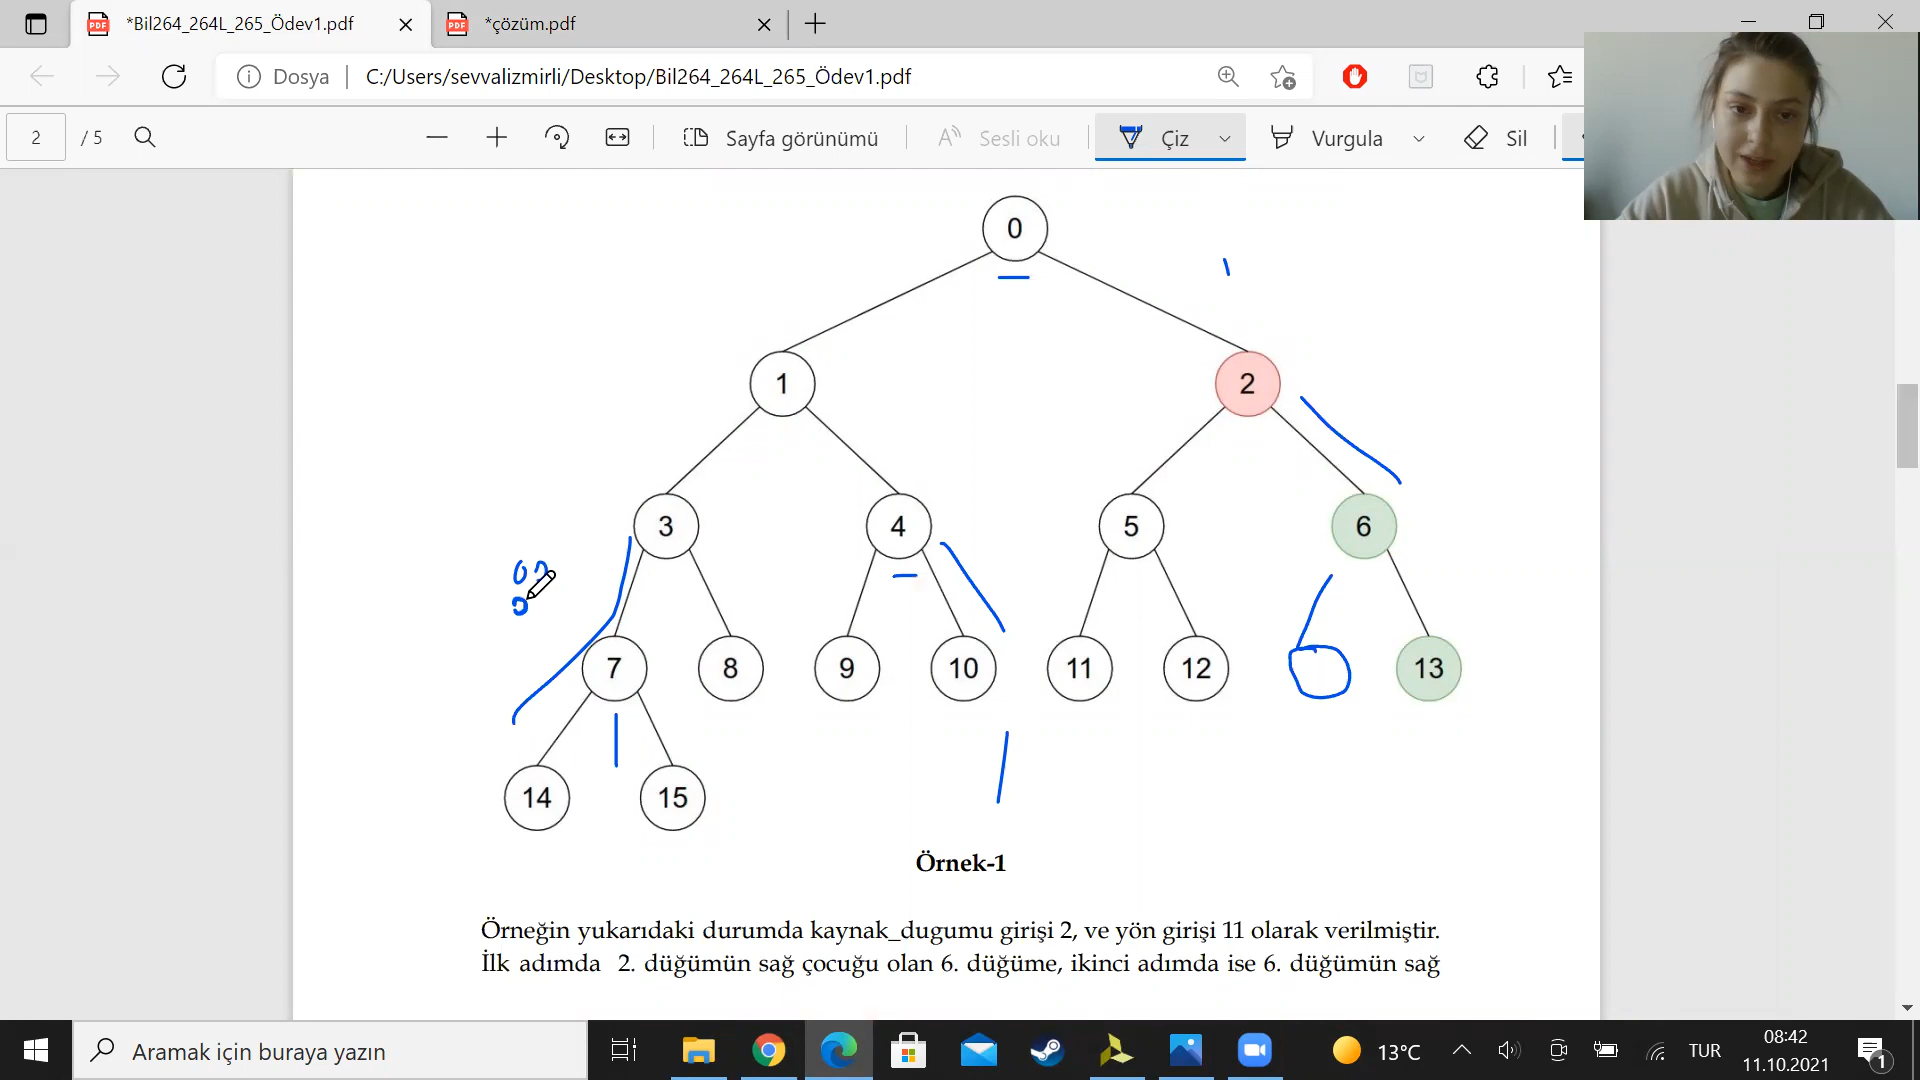 *Bil264_264L_265_Ödev1.pdf
*çözüm.pdf
Dosya
C:/Users/sevvalizmirli/Desktop/Bil264_264L_265_Ödev1.pdf
2 / 5
Sayfa görünümü
Sesli oku
Çiz
Vurgula
Sil
0
1 2
3 4 5 6
7 8 9 10 11 12 13
14 15
Örnek-1
Örneğin yukarıdaki durumda kaynak_dugumu girişi 2, ve yön girişi 11 olarak verilmiştir.
İlk adımda 2. düğümün sağ çocuğu olan 6. düğüme, ikinci adımda ise 6. düğümün sağ
Aramak için buraya yazın
13°C
TUR
08:42
11.10.2021
1